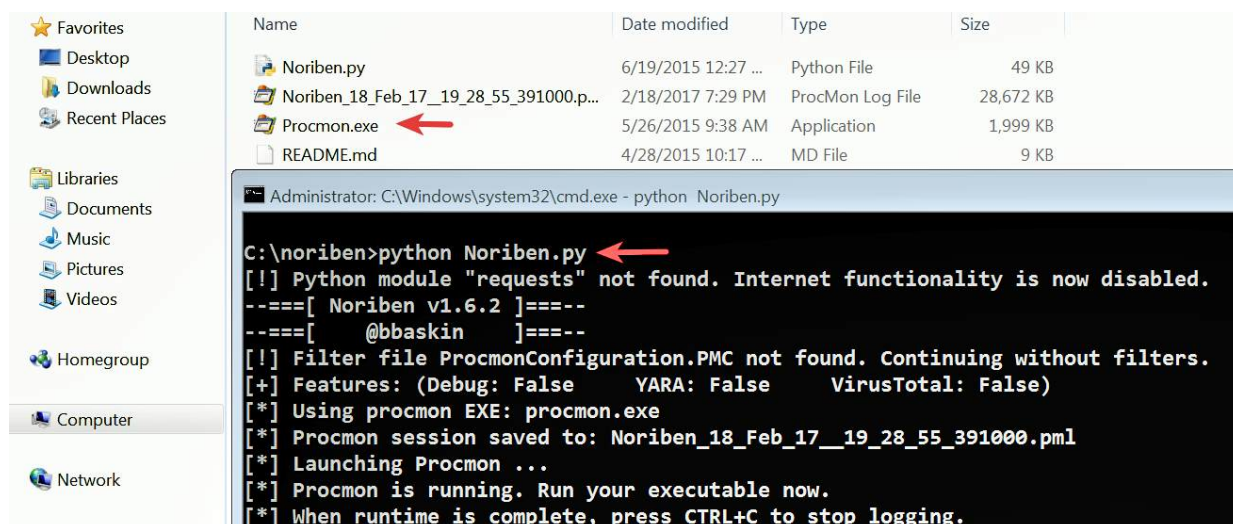 Favorites
Desktop
Downloads
Recent Places
Libraries
Documents
Music
Pictures
Videos
Homegroup
Computer
Network
Name Date modified Type Size
Noriben.py 6/19/2015 12:27 ... Python File 49 KB
Noriben_18_Feb_17__19_28_55_391000.p... 2/18/2017 7:29 PM ProcMon Log File 28,672 KB
Procmon.exe 5/26/2015 9:38 AM Application 1,999 KB
README.md 4/28/2015 10:17 ... MD File 9 KB
Administrator: C:\Windows\system32\cmd.exe - python Noriben.py
C:\noriben>python Noriben.py
[!] Python module "requests" not found. Internet functionality is now disabled.
--===[ Noriben v1.6.2 ]===--
--===[ @bbaskin ]===--
[!] Filter file ProcmonConfiguration.PMC not found. Continuing without filters.
[+] Features: (Debug: False YARA: False VirusTotal: False)
[*] Using procmon EXE: procmon.exe
[*] Procmon session saved to: Noriben_18_Feb_17__19_28_55_391000.pml
[*] Launching Procmon ...
[*] Procmon is running. Run your executable now.
[*] When runtime is complete, press CTRL+C to stop logging.